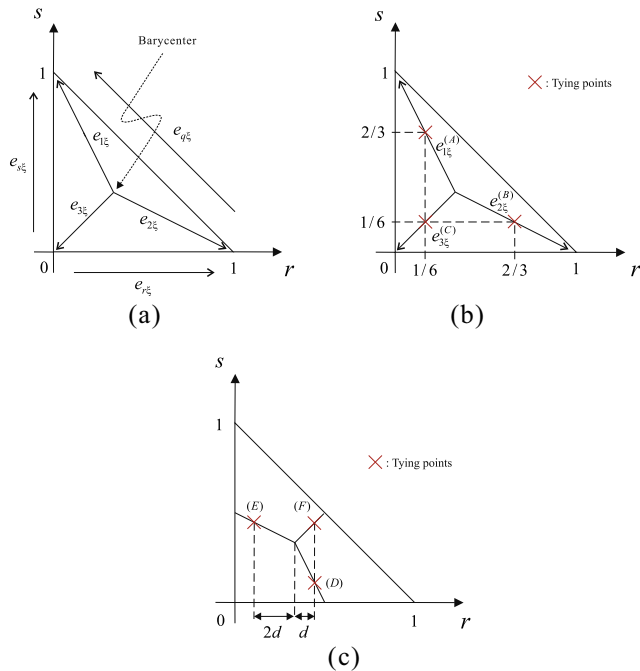 s
Barycenter
1
e_{1ξ}
e_{qξ}
e_{sξ}
e_{3ξ}
e_{2ξ}
0
1
r
e_{rξ}
(a)
s
1
× : Tying points
2/3
e_{1ξ}^{(A)}
e_{2ξ}^{(B)}
1/6
e_{3ξ}^{(C)}
0
1/6
2/3
1
r
(b)
s
1
× : Tying points
(E)
(F)
(D)
0
2d
d
1
r
(c)